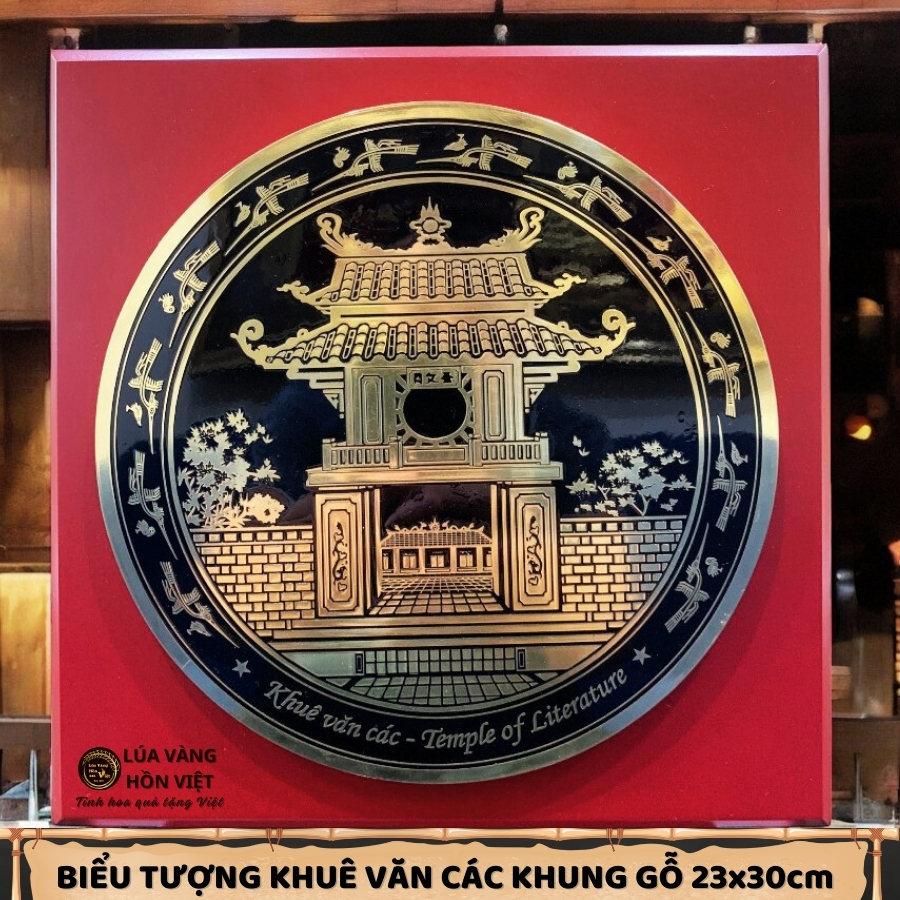 Khuê văn các - Temple of Literature
LÚA VÀNG
HỒN VIỆT
Tinh hoa quà tặng Việt
BIỂU TƯỢNG KHUÊ VĂN CÁC KHUNG GỖ 23x30cm